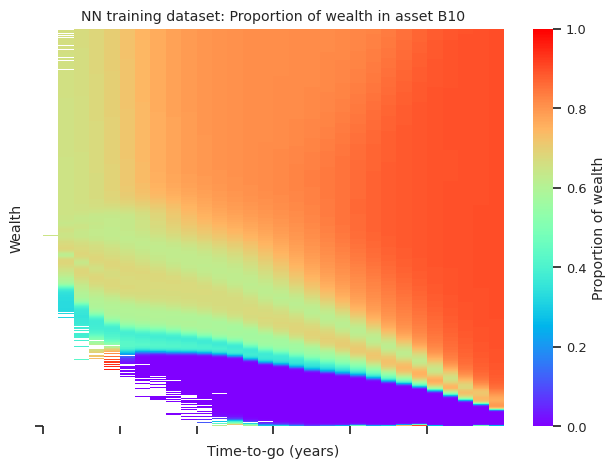 NN training dataset: Proportion of wealth in asset B10
Wealth
Time-to-go (years)
1.0
0.8
0.6
0.4
0.2
0.0
Proportion of wealth